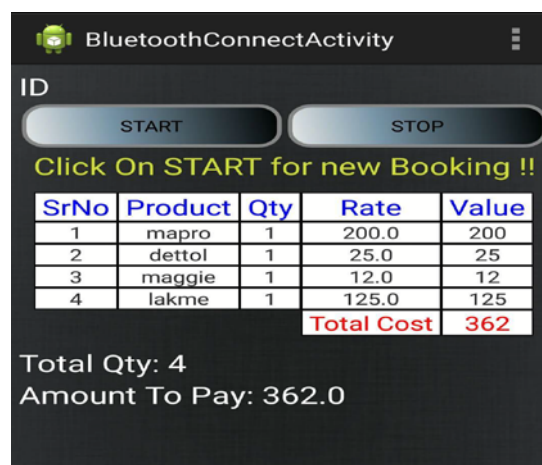 BluetoothConnectActivity
ID
START STOP
Click On START for new Booking !!
SrNo Product Qty Rate Value
1 mapro 1 200.0 200
2 dettol 1 25.0 25
3 maggie 1 12.0 12
4 lakme 1 125.0 125
Total Cost 362
Total Qty: 4
Amount To Pay: 362.0